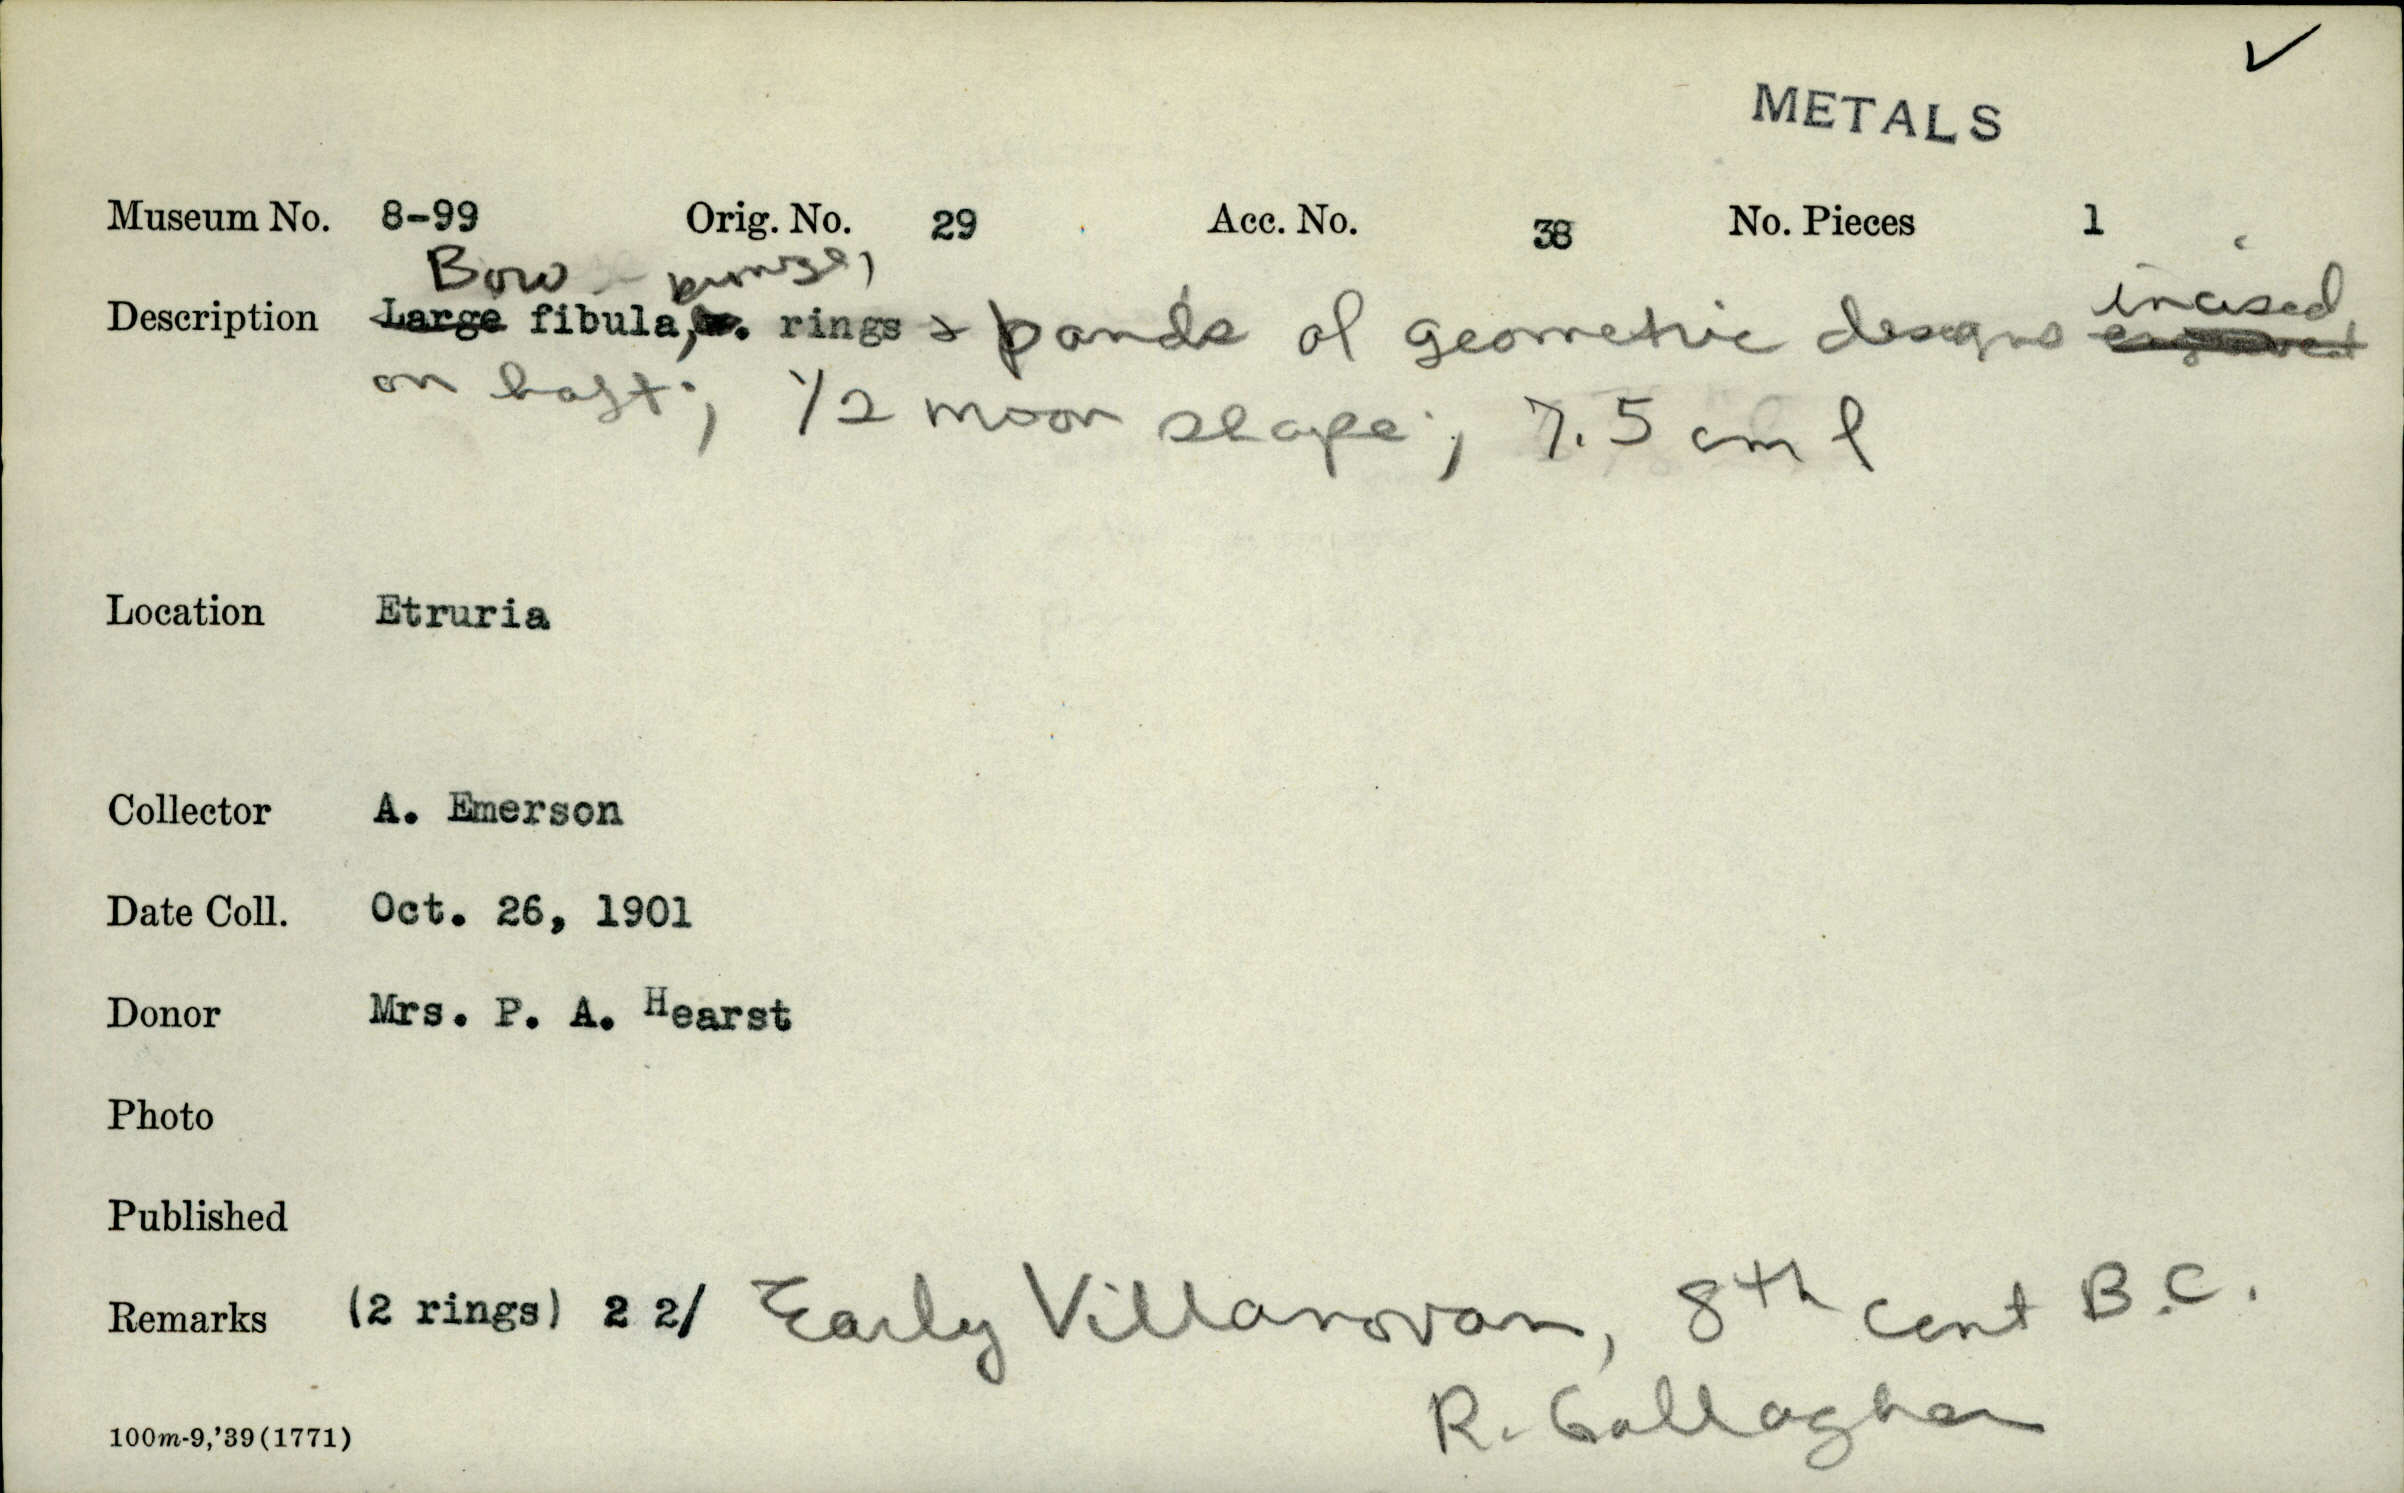 METALS
Museum No. 8-99 Orig. No. 29 Acc. No. 38 No. Pieces 1
Bow bronze, incised
Description Large fibula, rings & bands of geometric designs
on haft; 1/2 moon shape; 7.5 cm l
Location Etruria
Collector A. Emerson
Date Coll. Oct. 26, 1901
Donor Mrs. P. A. Hearst
Photo
Published
Remarks (2 rings) 2 2/ Early Villanovan, 8th cent B.C.
R. Gallagher
100m-9,'39(1771)